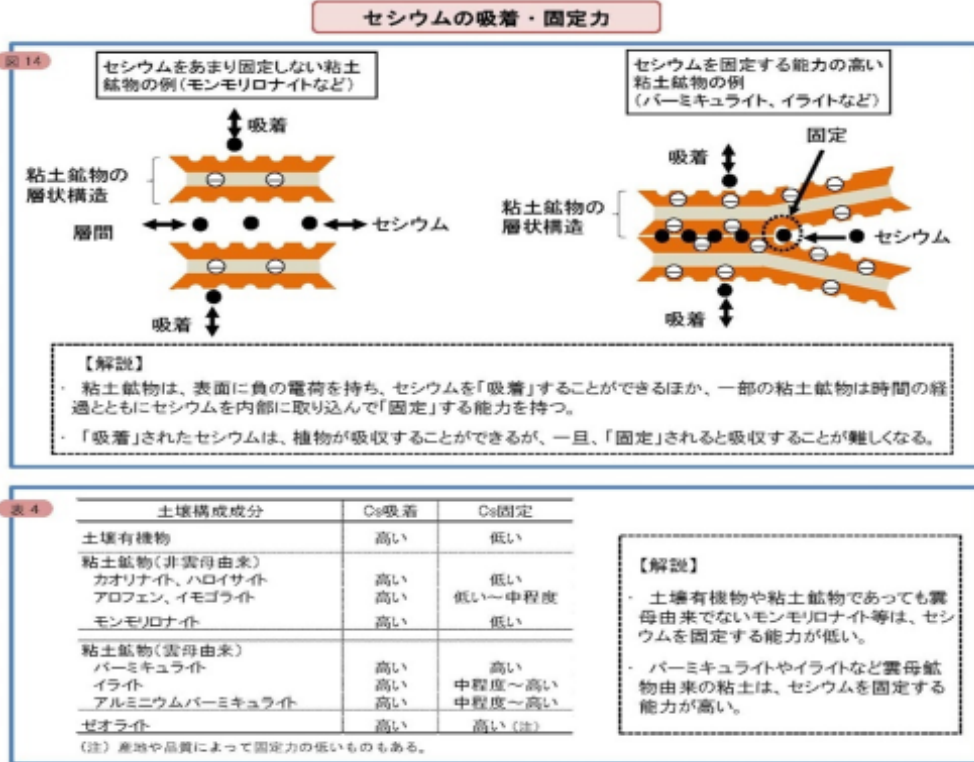 セシウムの吸着・固定力
図14
セシウムをあまり固定しない粘土
鉱物の例(モンモリロナイトなど)
吸着
粘土鉱物の
層状構造
層間
セシウム
吸着
セシウムを固定する能力の高い
粘土鉱物の例
(バーミキュライト、イライトなど)
固定
吸着
粘土鉱物の
層状構造
セシウム
吸着
【解説】
・ 粘土鉱物は、表面に負の電荷を持ち、セシウムを「吸着」することができるほか、一部の粘土鉱物は時間の経
過とともにセシウムを内部に取り込んで「固定」する能力を持つ。
・ 「吸着」されたセシウムは、植物が吸収することができるが、一旦、「固定」されると吸収することが難しくなる。
表4
土壌構成成分 Cs吸着 Cs固定
土壌有機物 高い 低い
粘土鉱物(非雲母由来)
カオリナイト、ハロイサイト 高い 低い
アロフェン、イモゴライト 高い 低い～中程度
モンモリロナイト 高い 低い
粘土鉱物(雲母由来)
バーミキュライト 高い 高い
イライト 高い 中程度～高い
アルミニウムバーミキュライト 高い 中程度～高い
ゼオライト 高い 高い(注)
(注) 産地や品質によって固定力の低いものもある。
【解説】
・ 土壌有機物や粘土鉱物であっても雲
母由来でないモンモリロナイト等は、セシ
ウムを固定する能力が低い。
・ バーミキュライトやイライトなど雲母鉱
物由来の粘土は、セシウムを固定する
能力が高い。